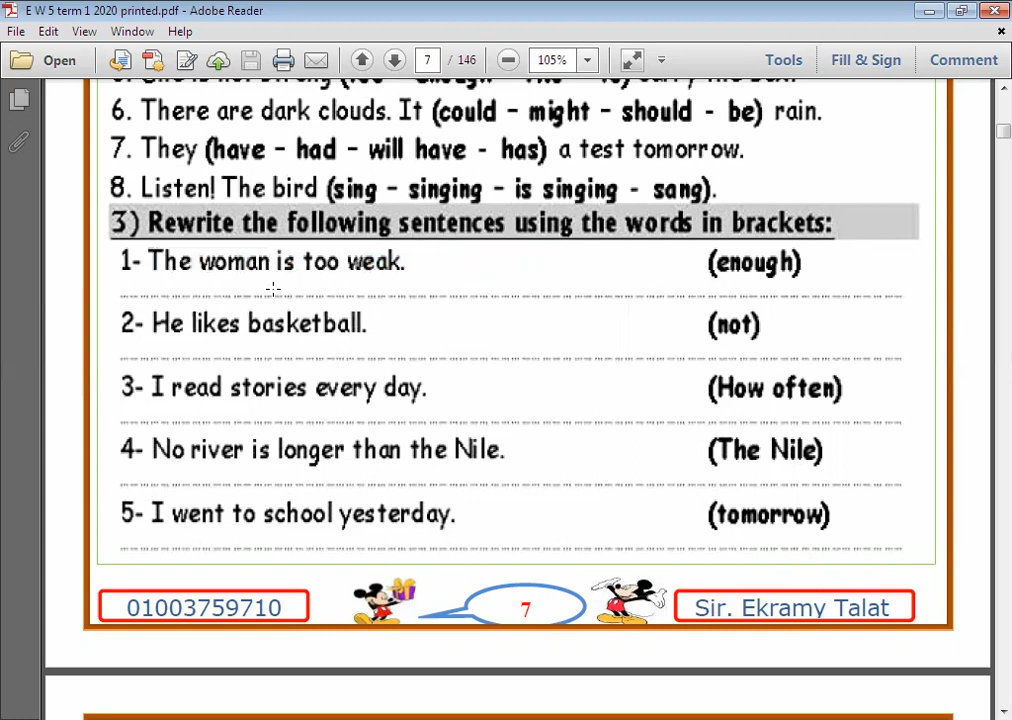 E W 5 term 1 2020 printed.pdf - Adobe Reader
File Edit View Window Help
Open 7 / 146 105% Tools Fill & Sign Comment
6. There are dark clouds. It (could – might – should - be) rain.
7. They (have – had – will have - has) a test tomorrow.
8. Listen! The bird (sing – singing – is singing - sang).
3) Rewrite the following sentences using the words in brackets:
1- The woman is too weak. (enough)
2- He likes basketball. (not)
3- I read stories every day. (How often)
4- No river is longer than the Nile. (The Nile)
5- I went to school yesterday. (tomorrow)
01003759710 7 Sir. Ekramy Talat